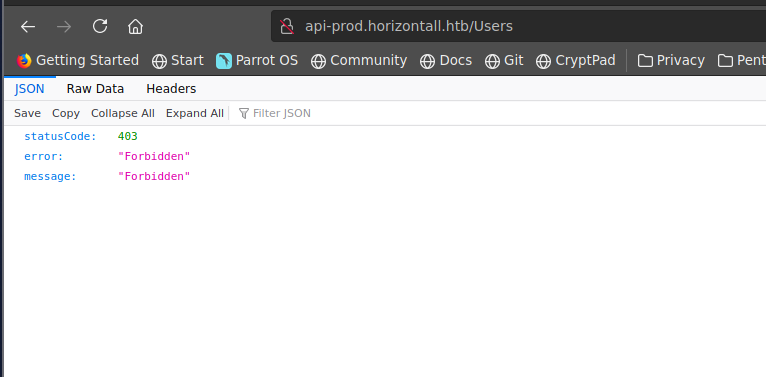 api-prod.horizontall.htb/Users
Getting Started Start Parrot OS Community Docs Git CryptPad Privacy Pent
JSON Raw Data Headers
Save Copy Collapse All Expand All Filter JSON
statusCode: 403
error: "Forbidden"
message: "Forbidden"